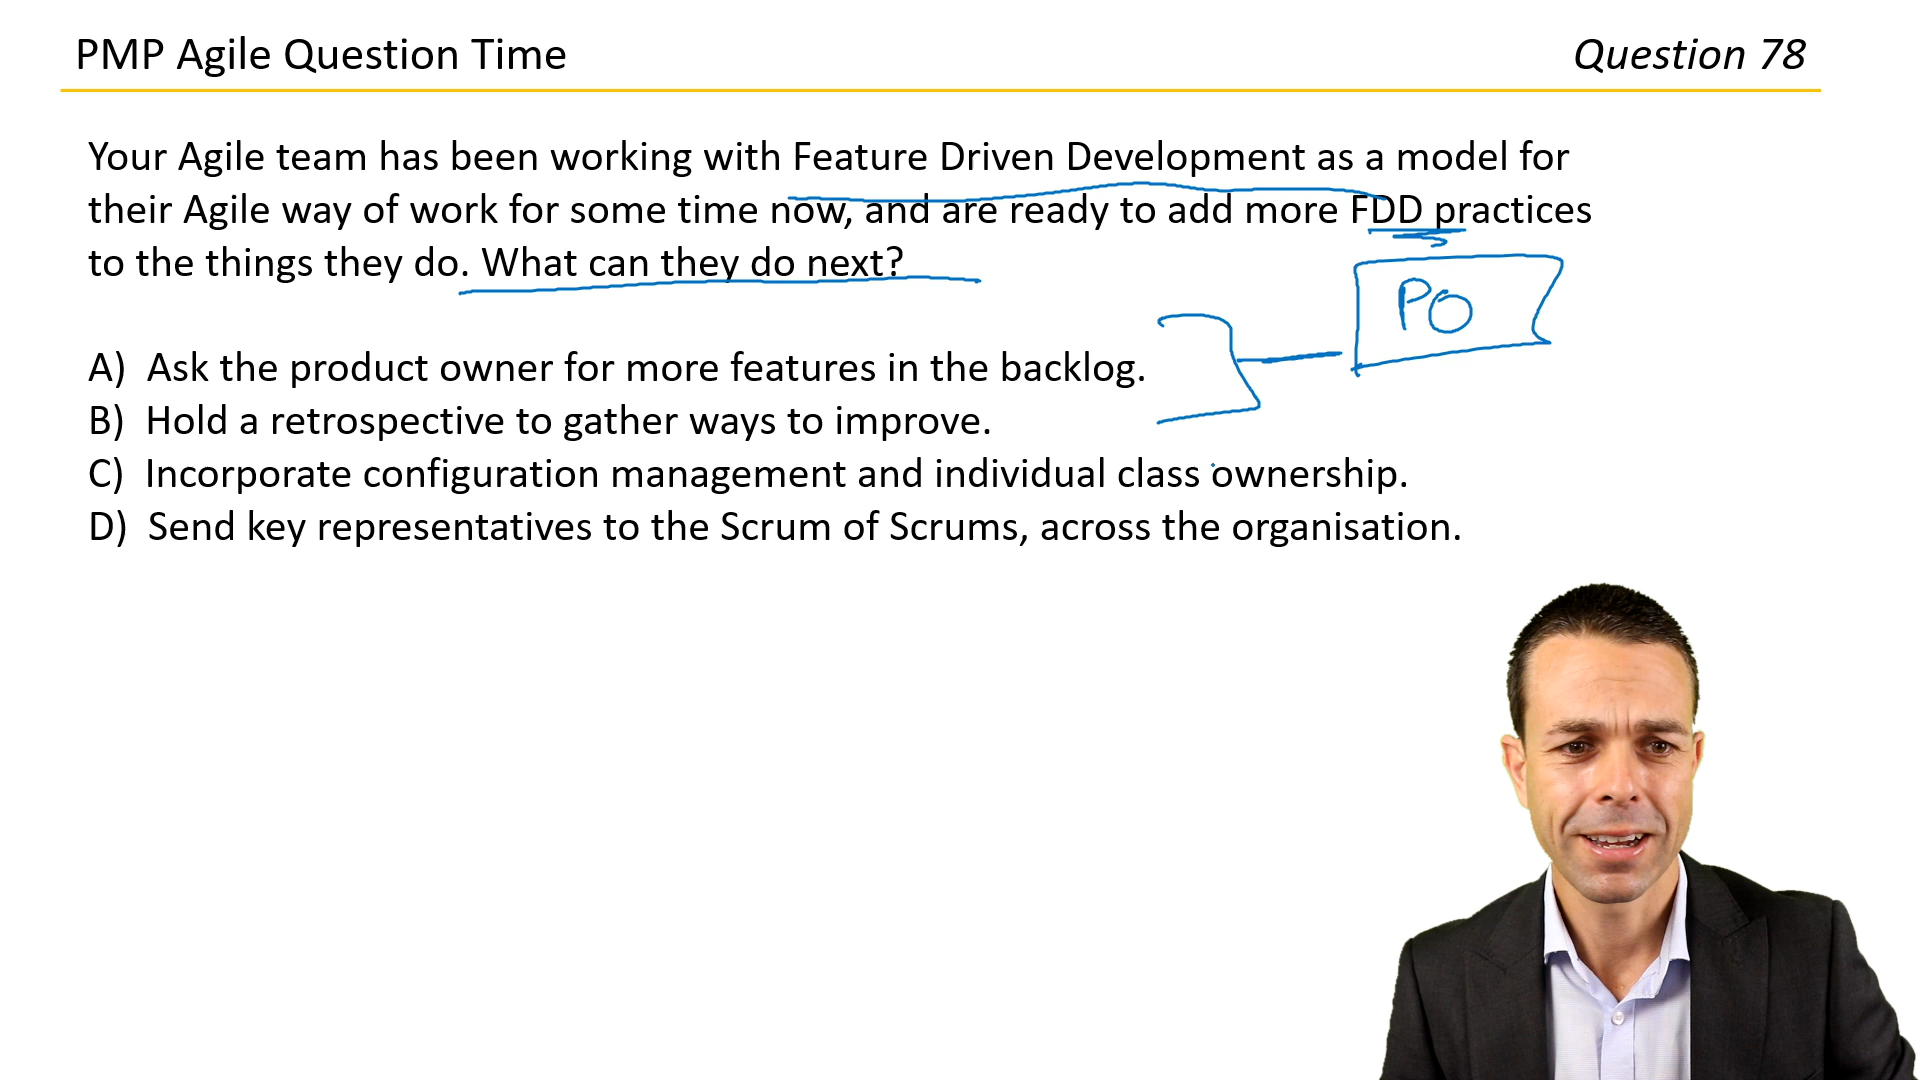 PMP Agile Question Time
Question 78
Your Agile team has been working with Feature Driven Development as a model for
their Agile way of work for some time now, and are ready to add more FDD practices
to the things they do. What can they do next?
PO
A) Ask the product owner for more features in the backlog.
B) Hold a retrospective to gather ways to improve.
C) Incorporate configuration management and individual class ownership.
D) Send key representatives to the Scrum of Scrums, across the organisation.